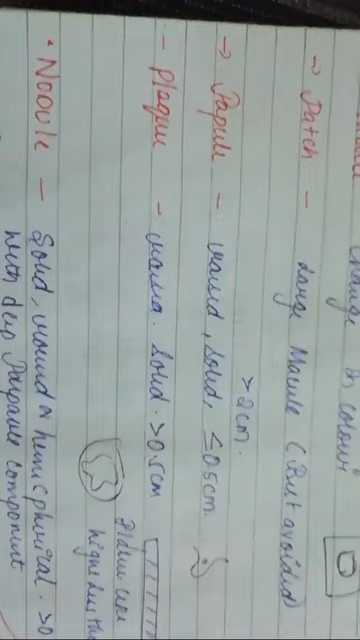 change in colour
→ Patch - Large Macule (But avoided)
> 2cm.
→ Papule - raised, solid, ≤ 0.5cm
- Plaque - raised. solid. > 0.5cm
• Nodule - Solid, round or hemispherical. > 0
with deep component